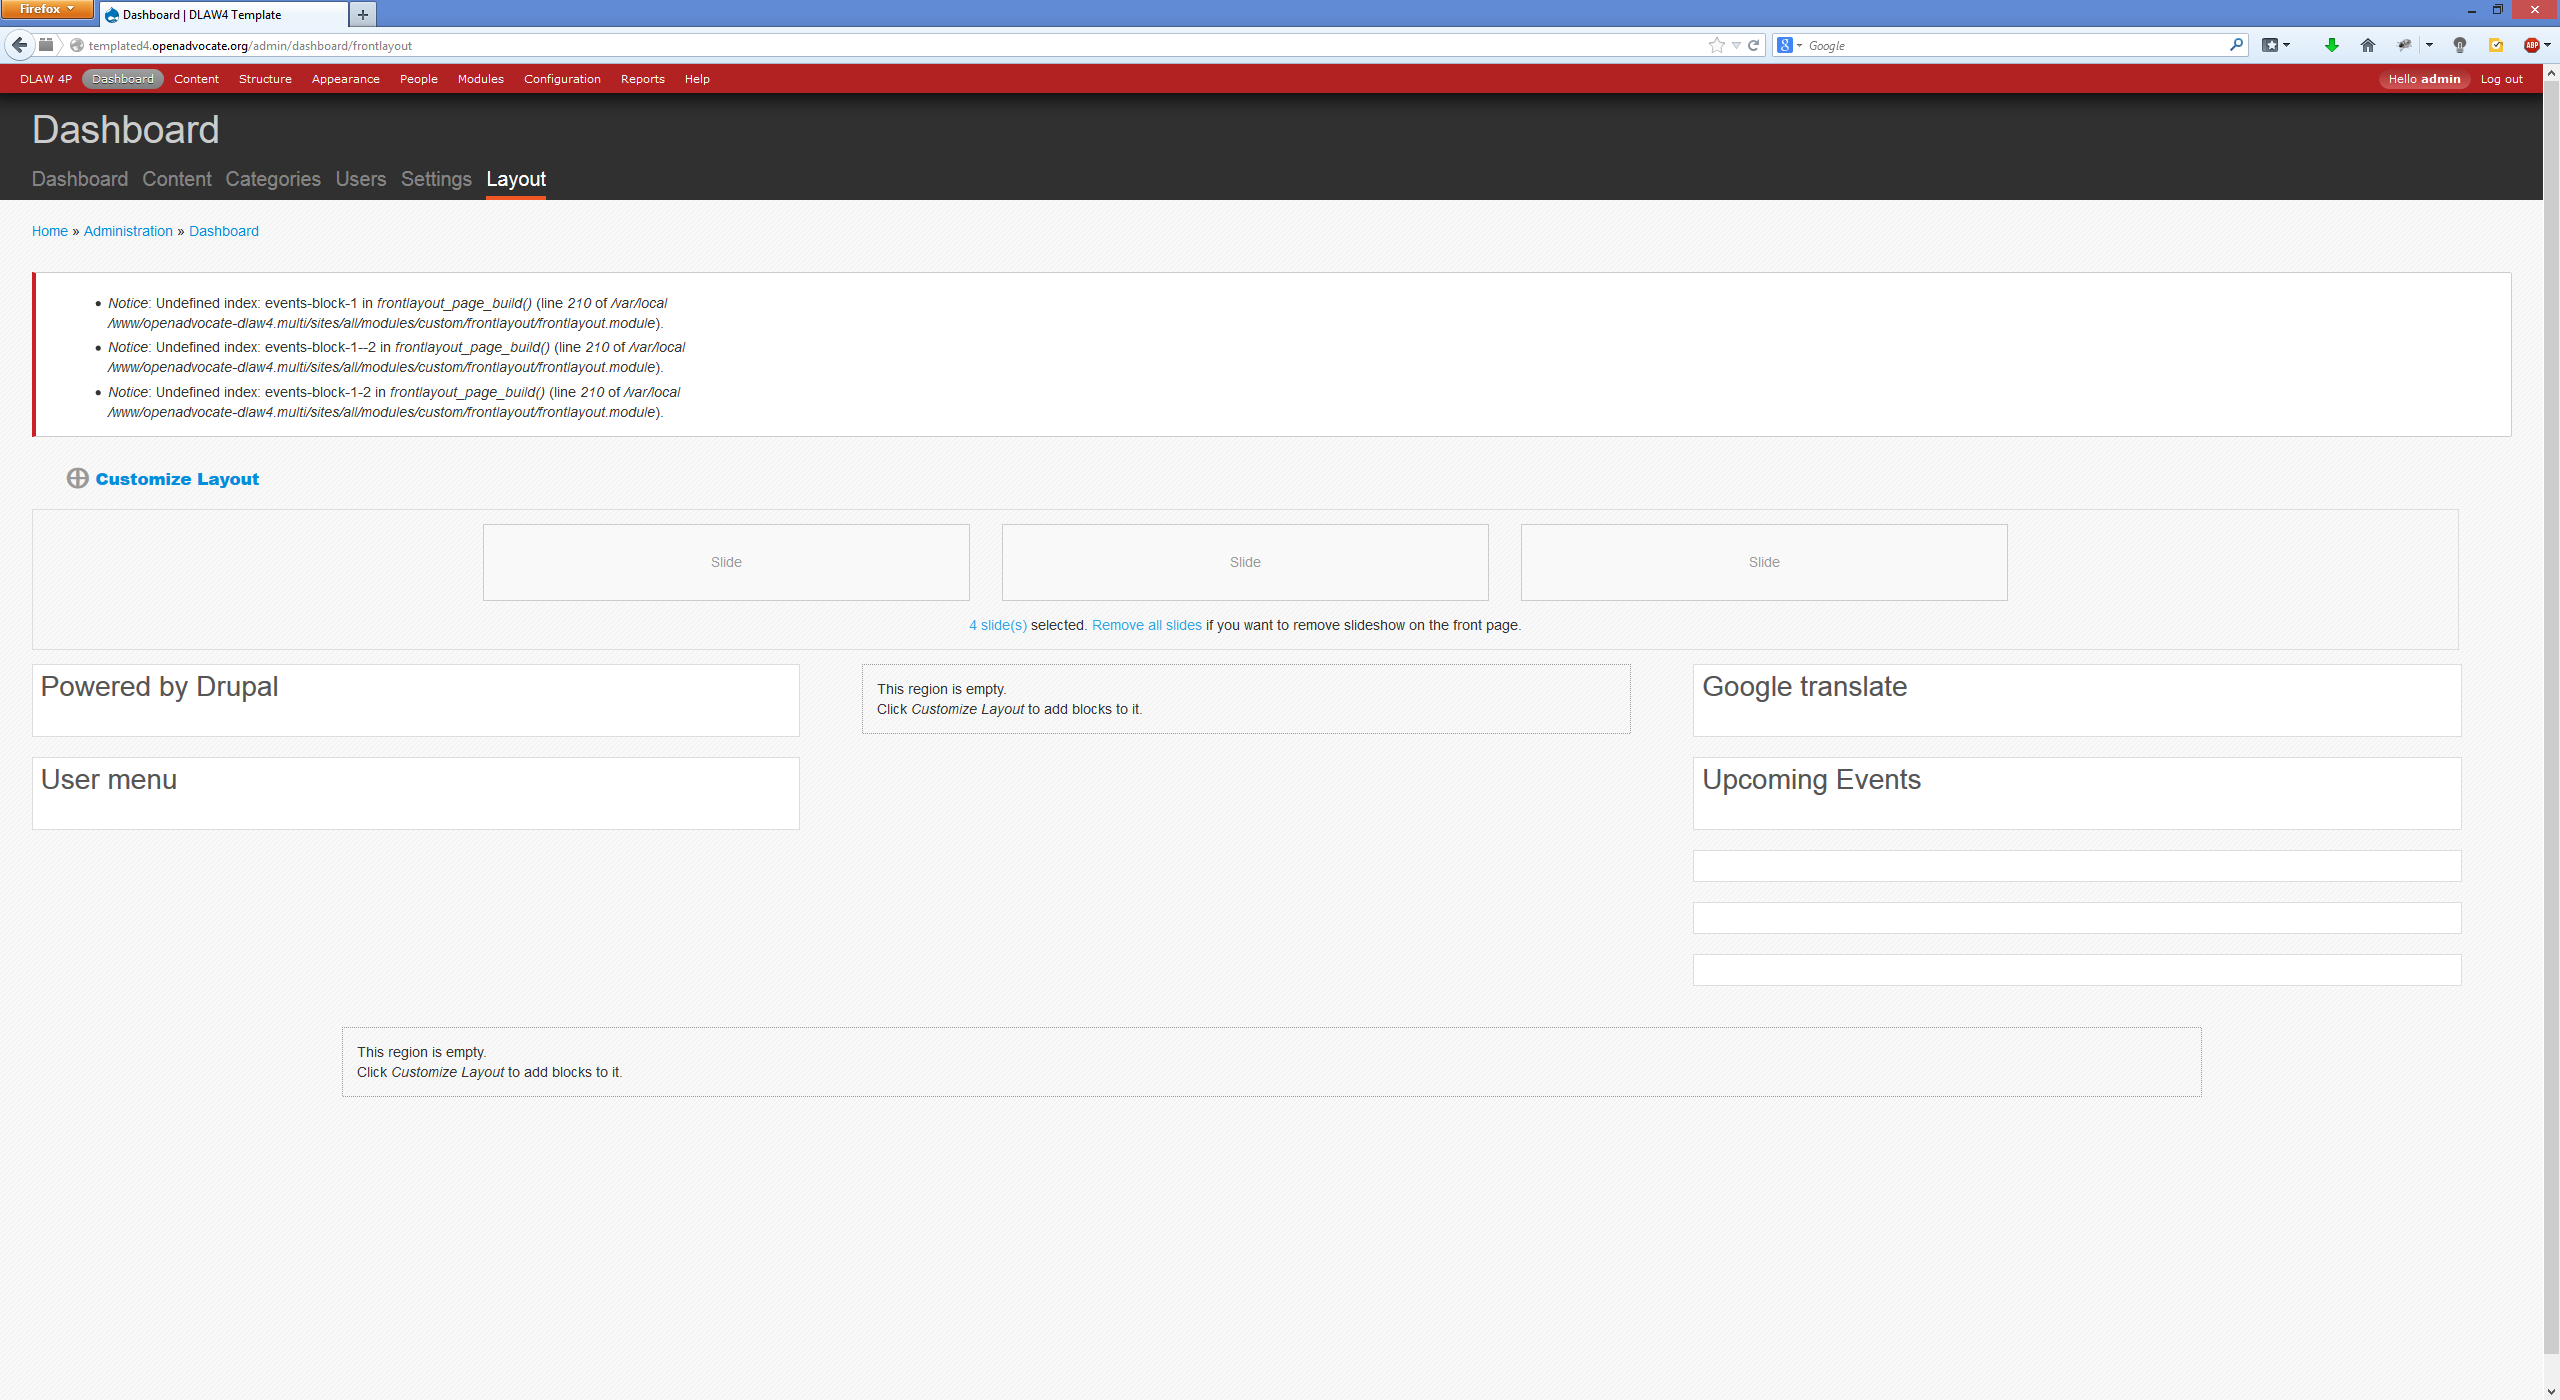 Firefox
Dashboard | DLAW4 Template
templated4.openadvocate.org/admin/dashboard/frontlayout
Google
DLAW 4P Dashboard Content Structure Appearance People Modules Configuration Reports Help Hello admin Log out
Dashboard
Dashboard Content Categories Users Settings Layout
Home » Administration » Dashboard
• Notice: Undefined index: events-block-1 in frontlayout_page_build() (line 210 of /var/local
/www/openadvocate-dlaw4.multi/sites/all/modules/custom/frontlayout/frontlayout.module).
• Notice: Undefined index: events-block-1--2 in frontlayout_page_build() (line 210 of /var/local
/www/openadvocate-dlaw4.multi/sites/all/modules/custom/frontlayout/frontlayout.module).
• Notice: Undefined index: events-block-1-2 in frontlayout_page_build() (line 210 of /var/local
/www/openadvocate-dlaw4.multi/sites/all/modules/custom/frontlayout/frontlayout.module).
Customize Layout
Slide Slide Slide
4 slide(s) selected. Remove all slides if you want to remove slideshow on the front page.
Powered by Drupal
User menu
This region is empty.
Click Customize Layout to add blocks to it.
Google translate
Upcoming Events
This region is empty.
Click Customize Layout to add blocks to it.